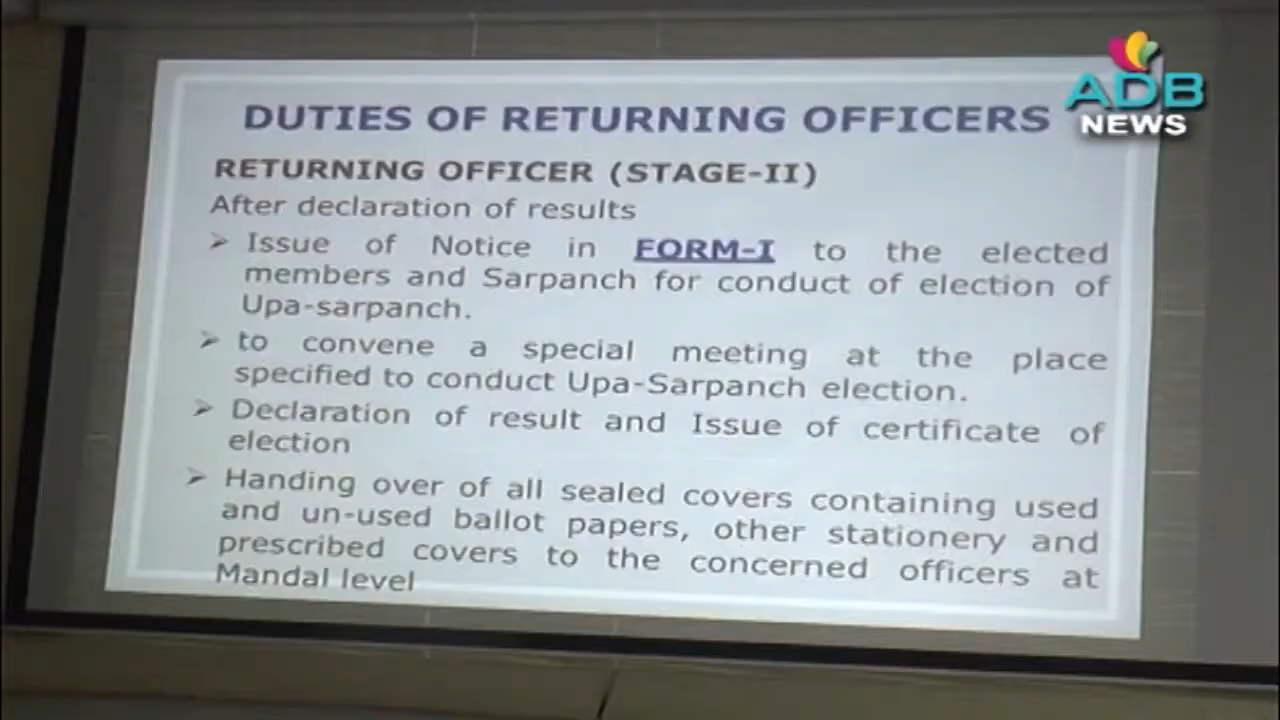 DUTIES OF RETURNING OFFICERS
ADB
NEWS
RETURNING OFFICER (STAGE-II)
After declaration of results
➢ Issue of Notice in FORM-I to the elected
members and Sarpanch for conduct of election of
Upa-sarpanch.
➢ to convene a special meeting at the place
specified to conduct Upa-Sarpanch election.
➢ Declaration of result and Issue of certificate of
election
➢ Handing over of all sealed covers containing used
and un-used ballot papers, other stationery and
prescribed covers to the concerned officers at
Mandal level